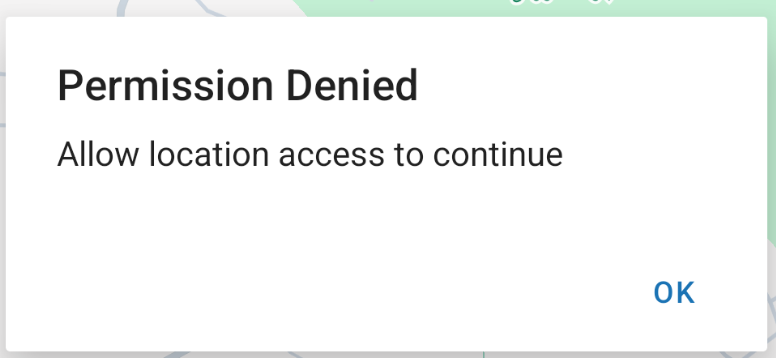 Permission Denied
Allow location access to continue
OK